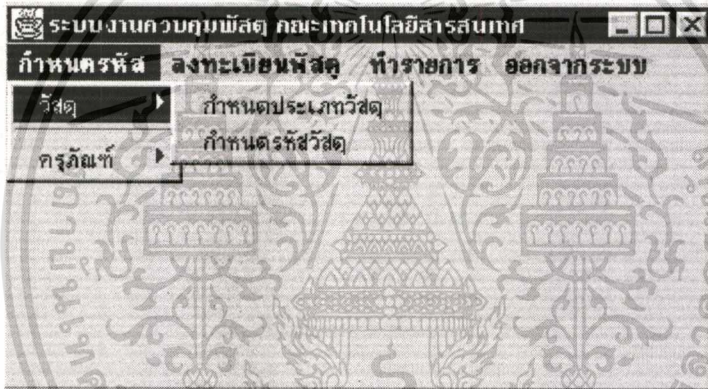 ระบบงานควบคุมพัสดุ คณะเทคโนโลยีสารสนเทศ
กำหนดรหัส ลงทะเบียนพัสดุ ทำรายการ ออกจากระบบ
วัสดุ กำหนดประเภทวัสดุ
กำหนดรหัสวัสดุ
ครุภัณฑ์